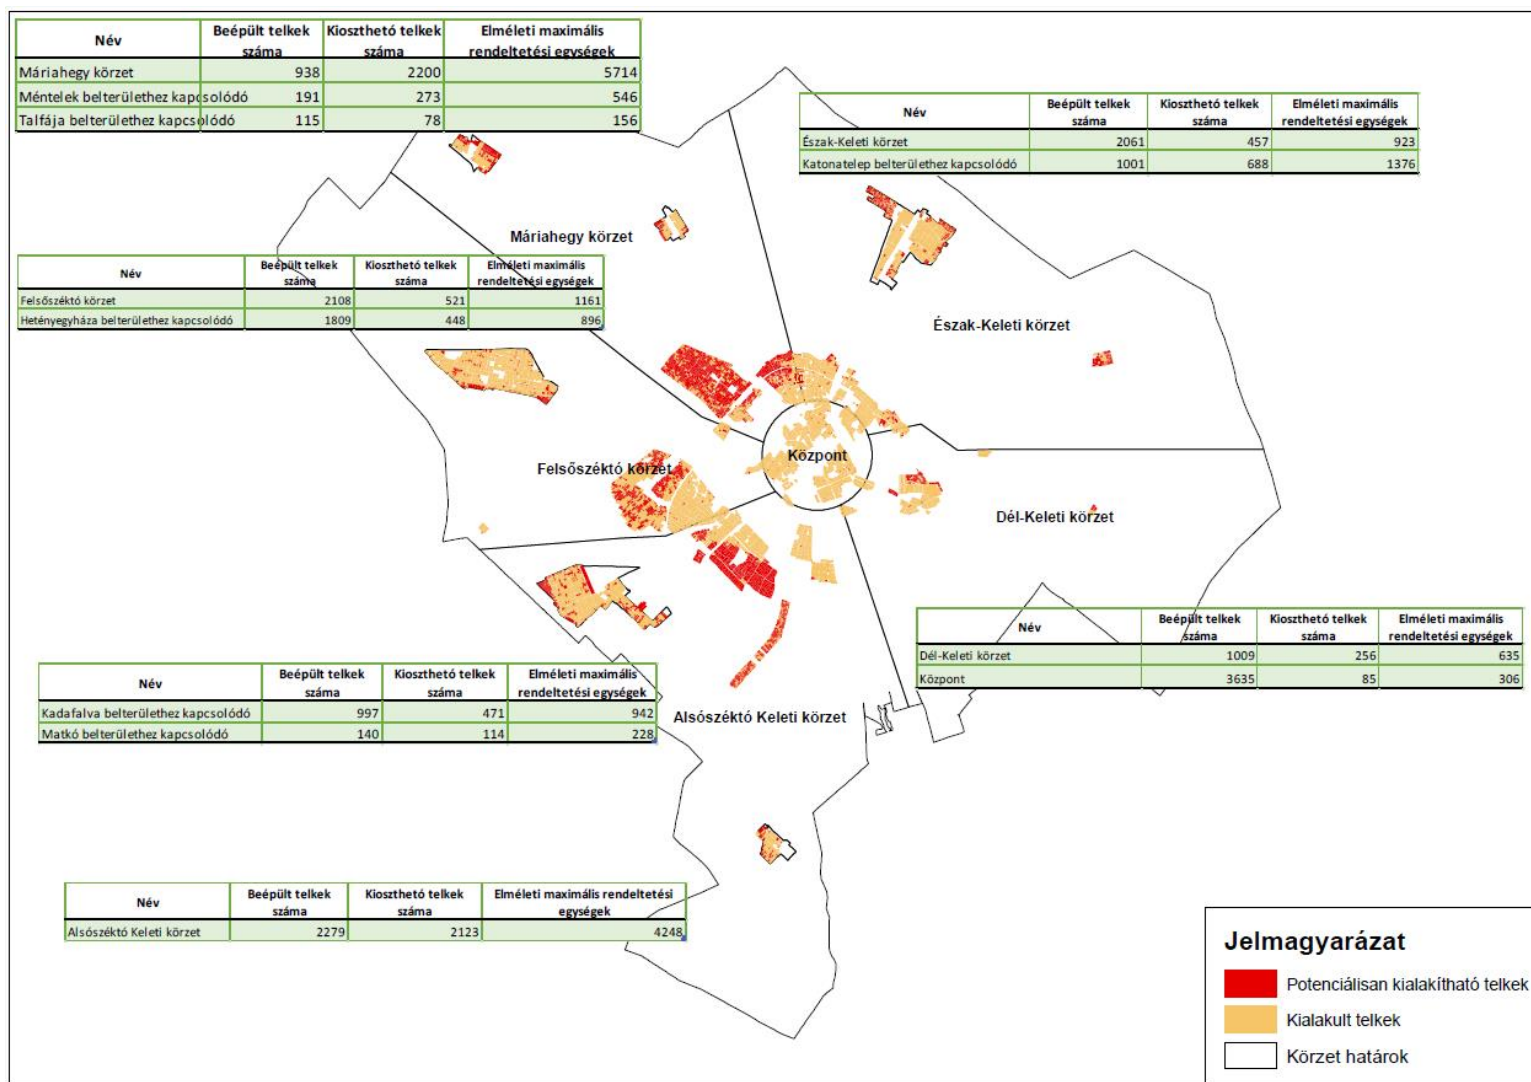 Név Beépült telkek száma Kiosztható telkek száma Elméleti maximális rendeltetési egységek
Máriahegy körzet 938 2200 5714
Méntelek belterülethez kapcsolódó 191 273 546
Talfája belterülethez kapcsolódó 115 78 156
Név Beépült telkek száma Kiosztható telkek száma Elméleti maximális rendeltetési egységek
Észak-Keleti körzet 2061 457 923
Katonatelep belterülethez kapcsolódó 1001 688 1376
Máriahegy körzet
Név Beépült telkek száma Kiosztható telkek száma Elméleti maximális rendeltetési egységek
Felsőszéktó körzet 2108 521 1161
Hetényegyháza belterülethez kapcsolódó 1809 448 896
Észak-Keleti körzet
Központ
Felsőszéktó körzet
Dél-Keleti körzet
Név Beépült telkek száma Kiosztható telkek száma Elméleti maximális rendeltetési egységek
Dél-Keleti körzet 1009 256 635
Központ 3635 85 306
Név Beépült telkek száma Kiosztható telkek száma Elméleti maximális rendeltetési egységek
Kadafalva belterülethez kapcsolódó 997 471 942
Matkó belterülethez kapcsolódó 140 114 228
Alsószéktó Keleti körzet
Név Beépült telkek száma Kiosztható telkek száma Elméleti maximális rendeltetési egységek
Alsószéktó Keleti körzet 2279 2123 4248
Jelmagyarázat
Potenciálisan kialakítható telkek
Kialakult telkek
Körzet határok